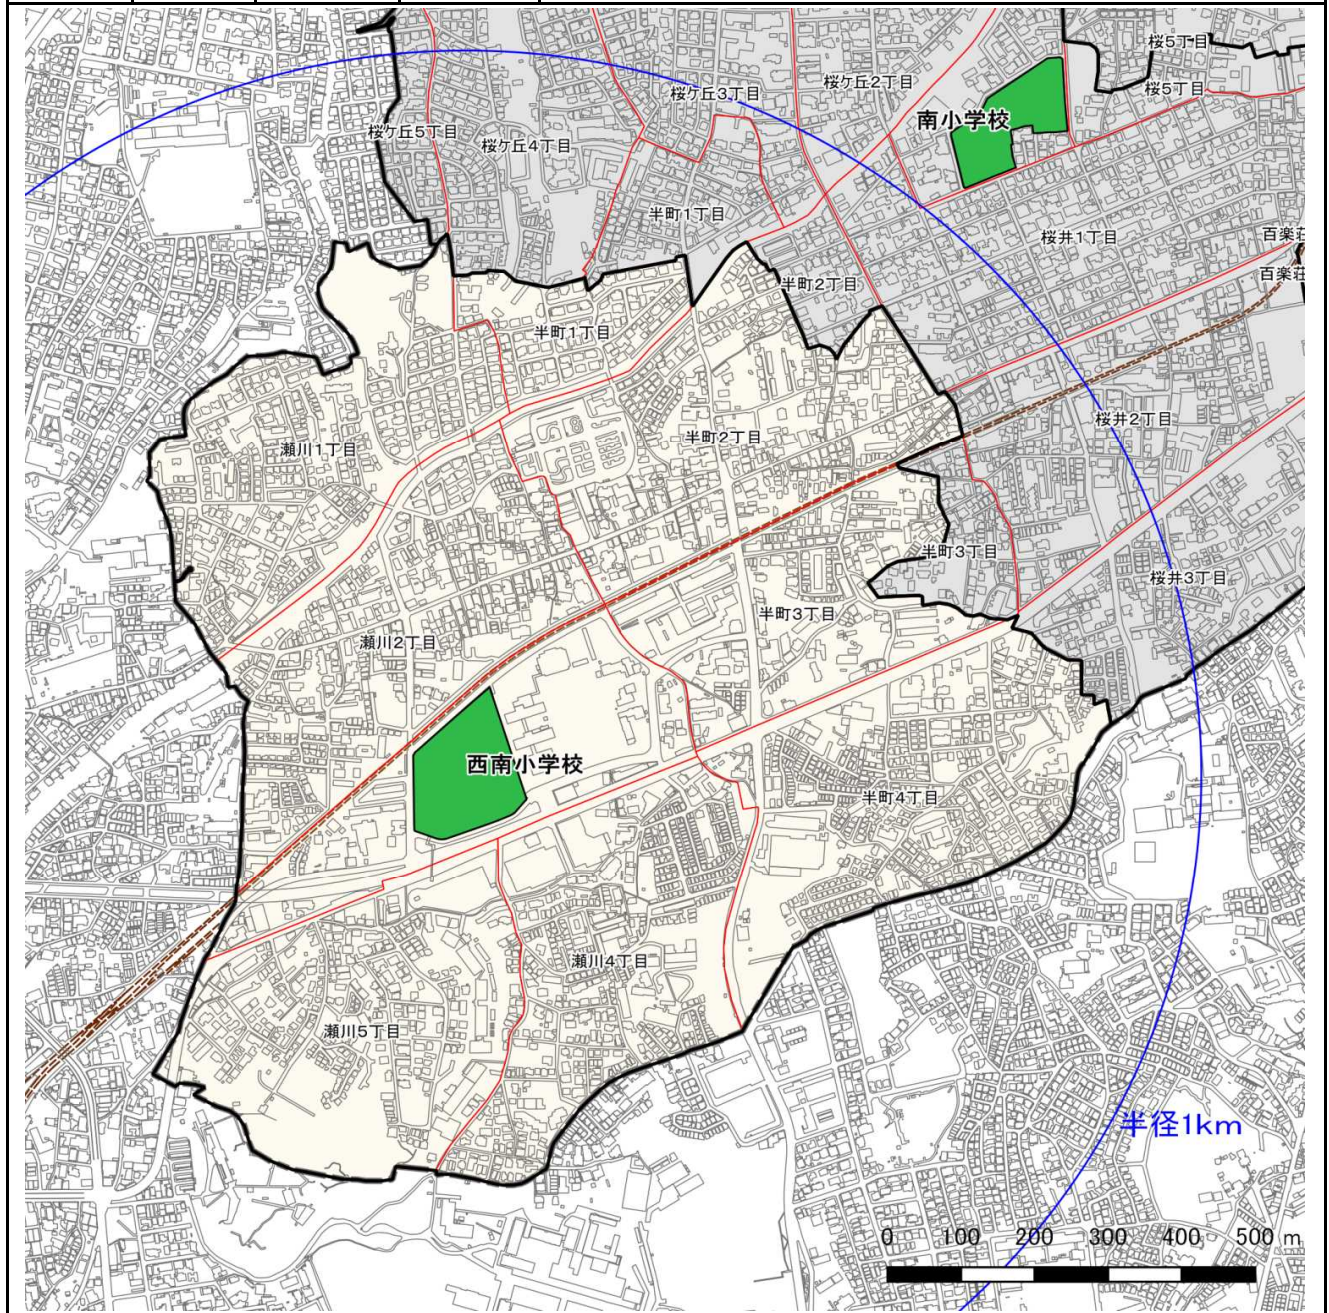 桜5丁目
桜5丁目
桜ケ丘2丁目
桜ケ丘3丁目
南小学校
桜ケ丘5丁目
桜ケ丘4丁目
半町1丁目
桜井1丁目
百楽荘
百楽荘
半町2丁目
半町1丁目
桜井2丁目
半町2丁目
瀬川1丁目
半町3丁目
桜井3丁目
半町3丁目
瀬川2丁目
西南小学校
半町4丁目
瀬川4丁目
瀬川5丁目
半径1km
0 100 200 300 400 500 m